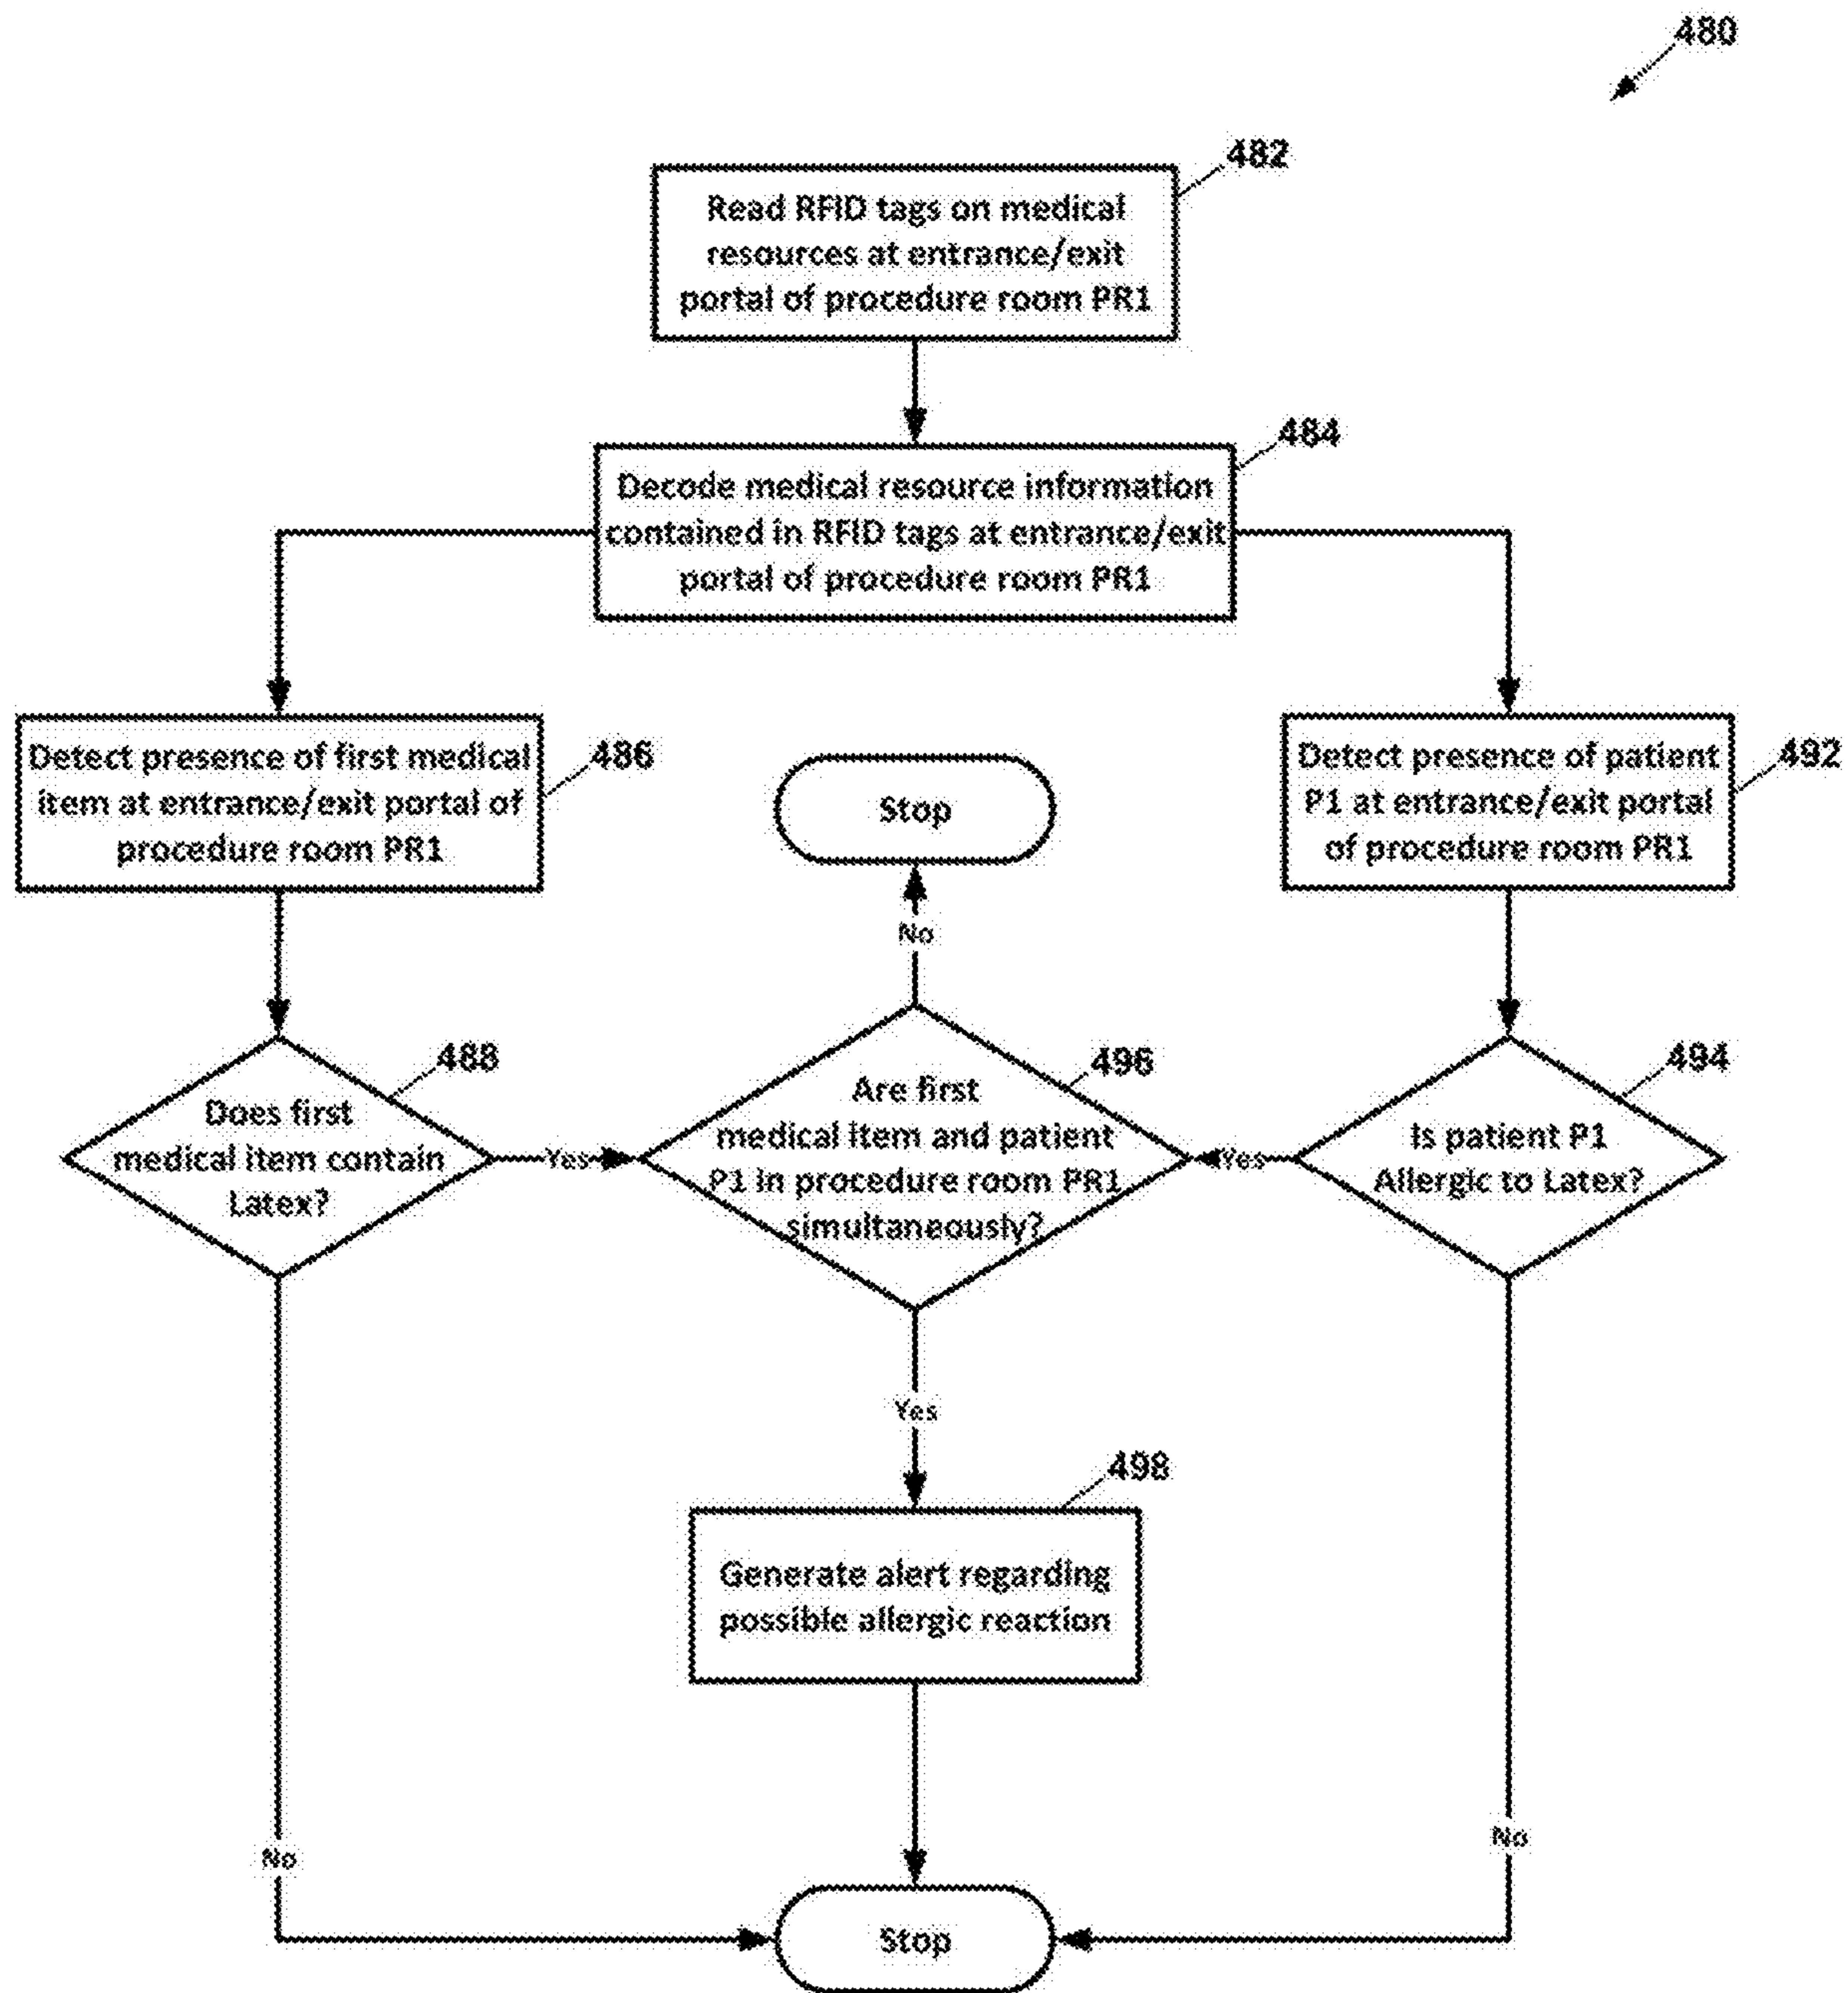 480
482
Read RFID tags on medical
resources at entrance/exit
portal of procedure room PR1
484
Decode medical resource information
contained in RFID tags at entrance/exit
portal of procedure room PR1
Detect presence of first medical
item at entrance/exit portal of
procedure room PR1
486
Stop
Detect presence of patient
P1 at entrance/exit portal
of procedure room PR1
492
No
488
Does first
medical item contain
Latex?
Yes
496
Are first
medical item and patient
P1 in procedure room PR1
simultaneously?
Yes
494
Is patient P1
Allergic to Latex?
Yes
498
Generate alert regarding
possible allergic reaction
No
No
Stop